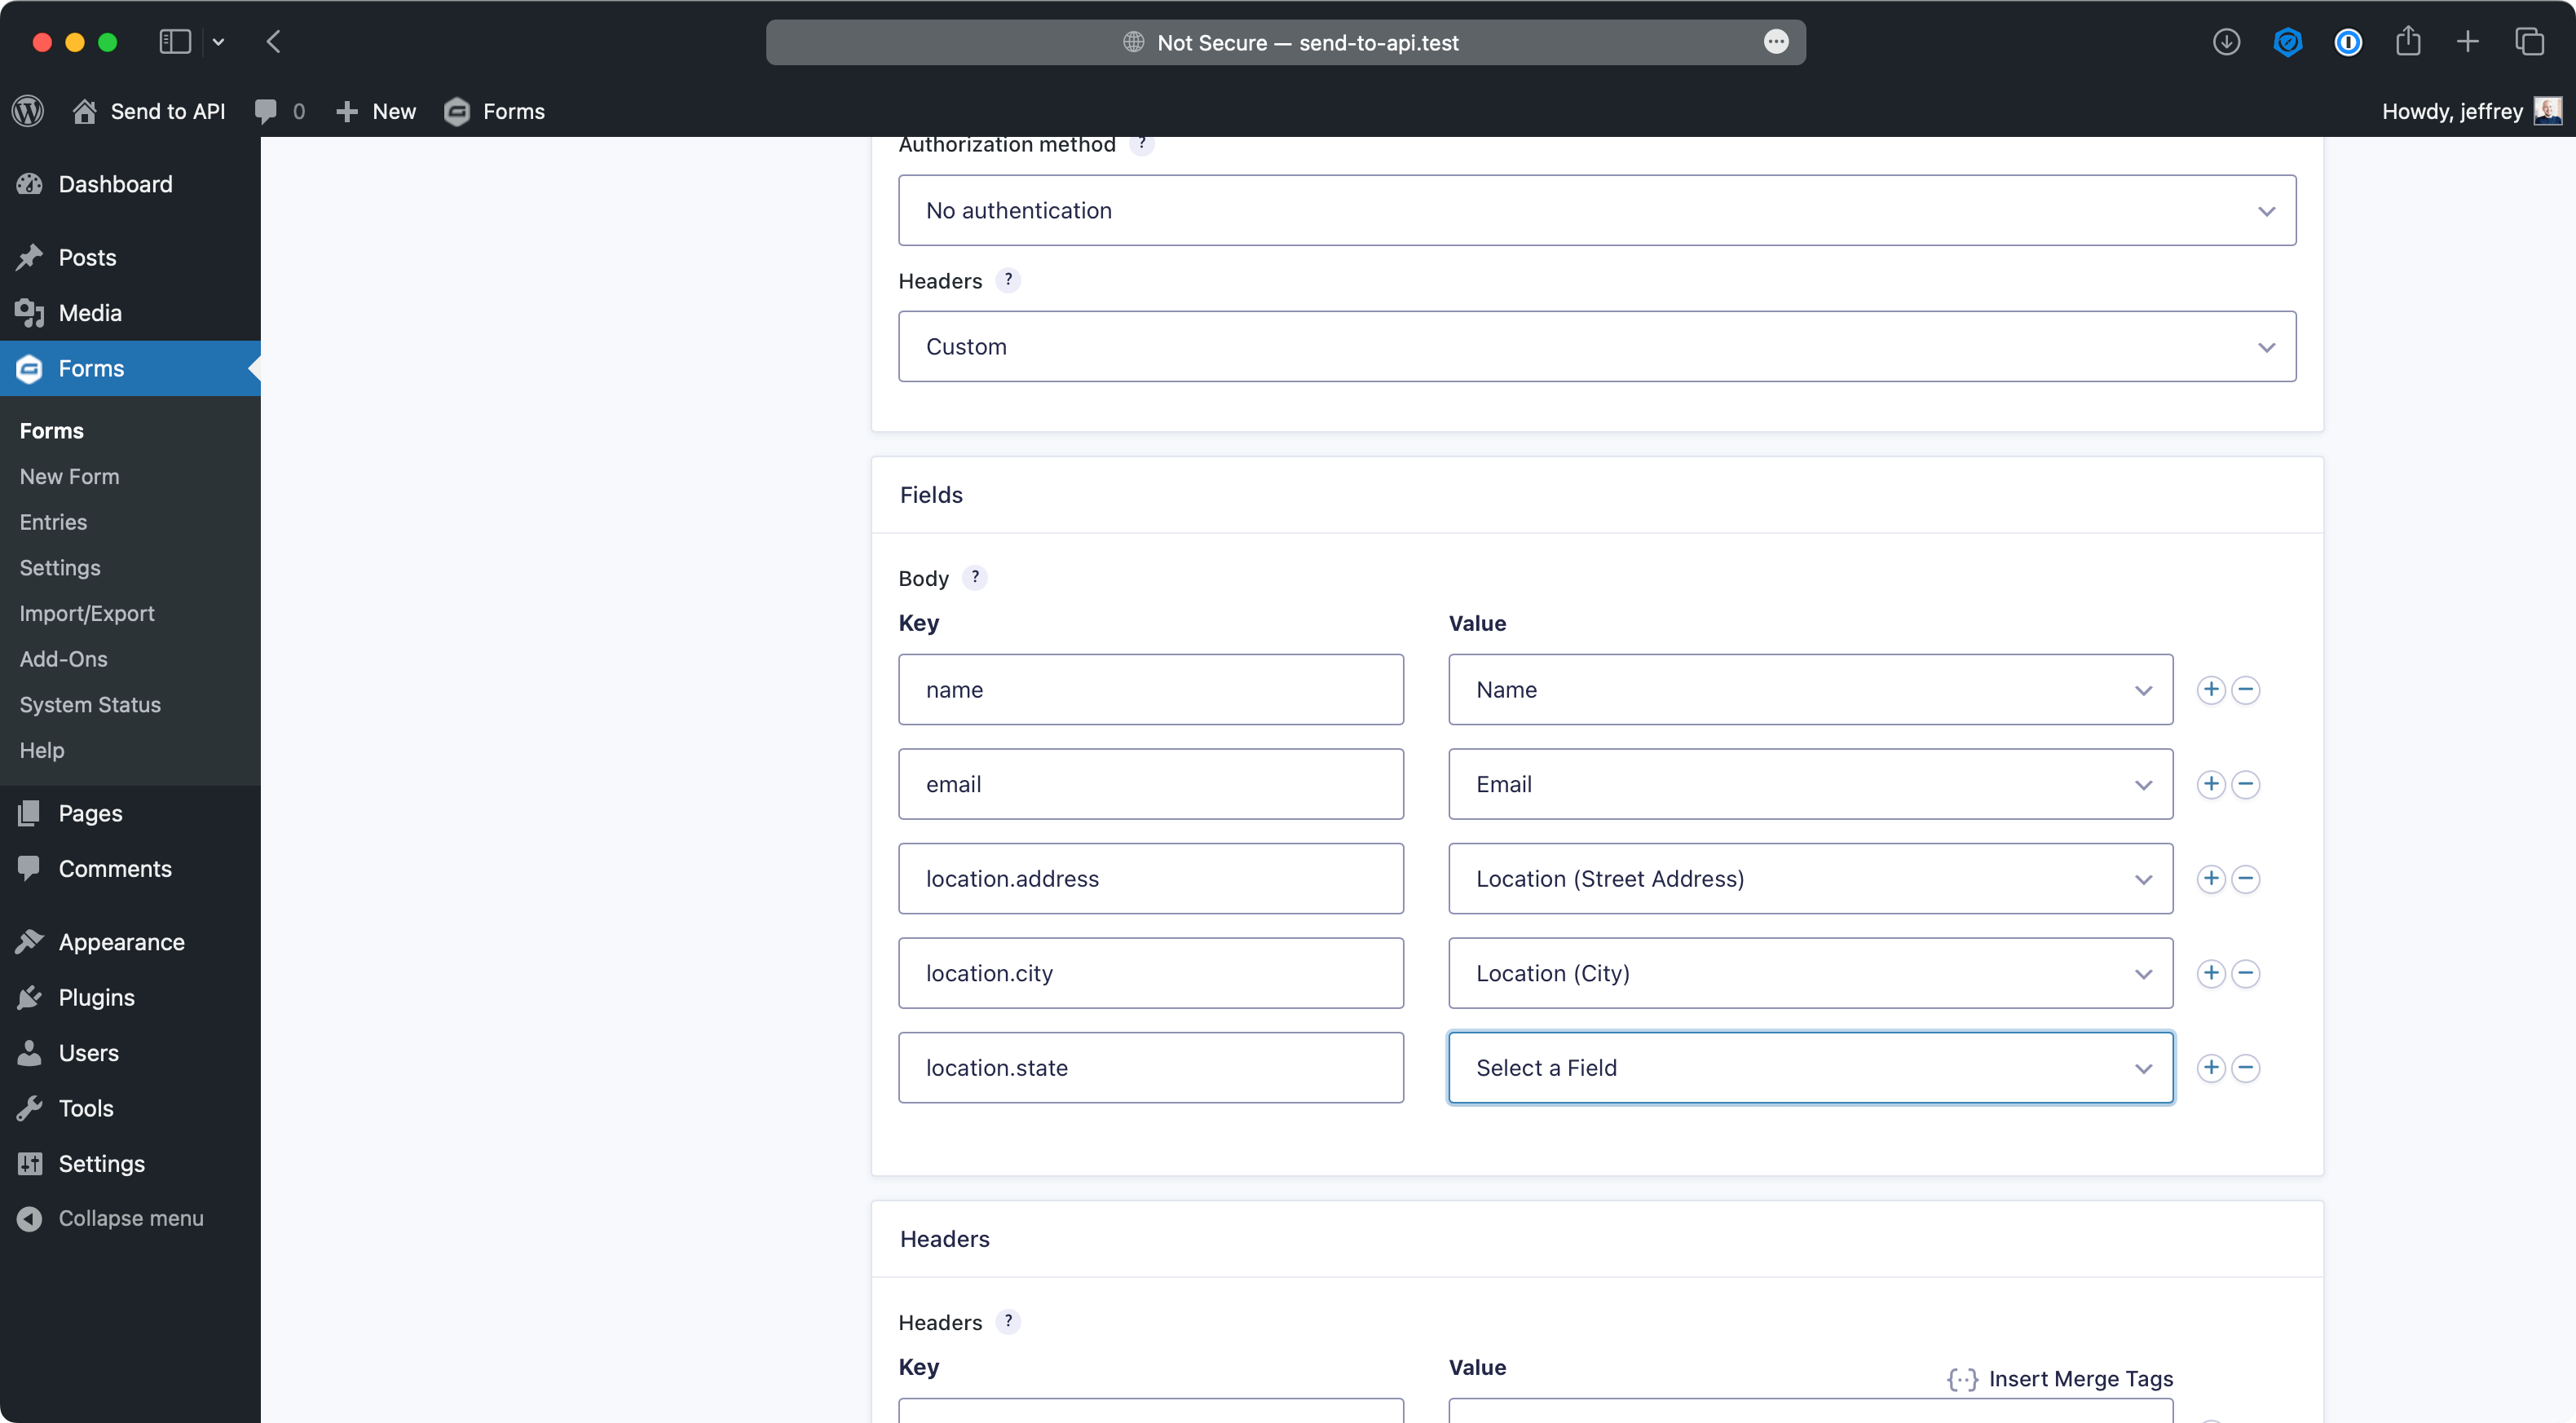 Not Secure — send-to-api.test
Send to API
0
New
Forms
Howdy, jeffrey
Dashboard
Posts
Media
Forms
Forms
New Form
Entries
Settings
Import/Export
Add-Ons
System Status
Help
Pages
Comments
Appearance
Plugins
Users
Tools
Settings
Collapse menu
Authorization method ?
No authentication
Headers ?
Custom
Fields
Body ?
Key Value
name Name
email Email
location.address Location (Street Address)
location.city Location (City)
location.state Select a Field
Headers
Headers ?
Key Value
{··} Insert Merge Tags